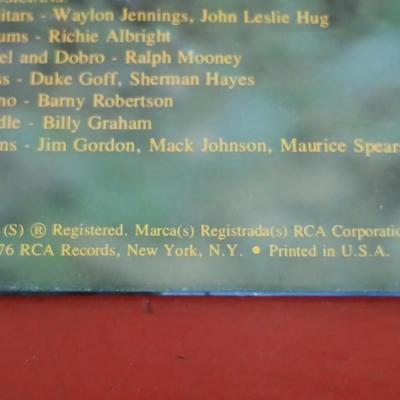 itars - Waylon Jennings, John Leslie Hug
ums - Richie Albright
el and Dobro - Ralph Mooney
ss - Duke Goff, Sherman Hayes
no - Barny Robertson
dle - Billy Graham
ns - Jim Gordon, Mack Johnson, Maurice Spears
(S) ® Registered. Marca(s) Registrada(s) RCA Corporatio
76 RCA Records, New York, N.Y. • Printed in U.S.A.